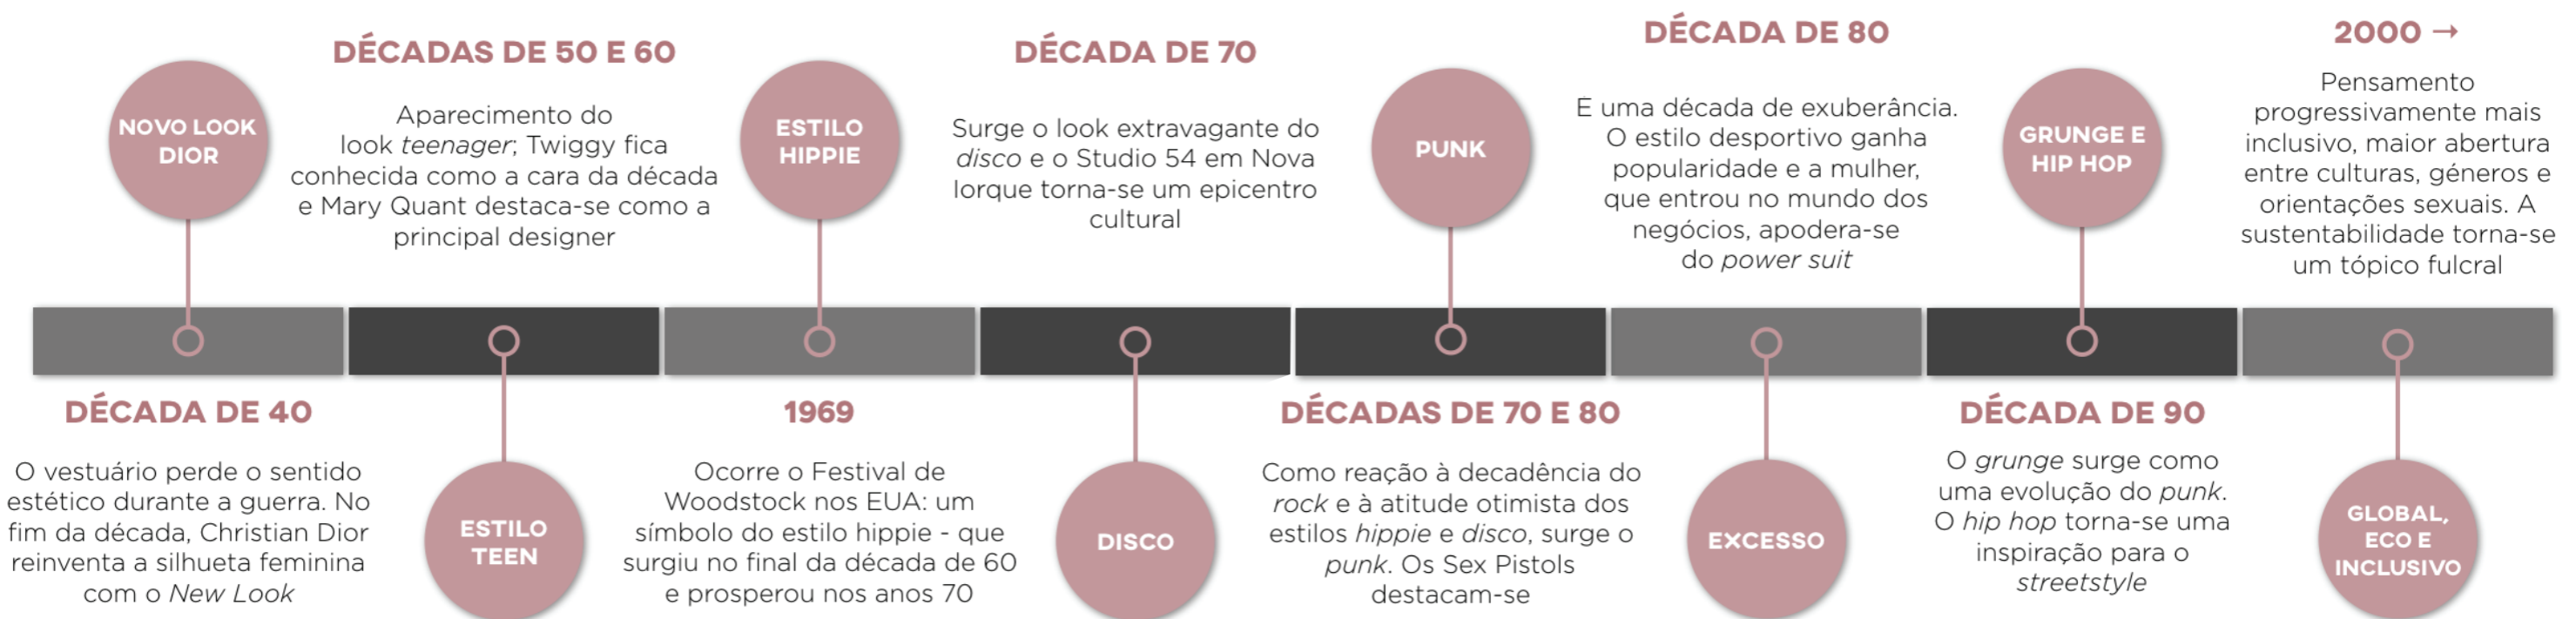 NOVO LOOK
DIOR
DÉCADA DE 40
O vestuário perde o sentido
estético durante a guerra. No
fim da década, Christian Dior
reinventa a silhueta feminina
com o New Look
DÉCADAS DE 50 E 60
Aparecimento do
look teenager; Twiggy fica
conhecida como a cara da década
e Mary Quant destaca-se como a
principal designer
ESTILO
TEEN
ESTILO
HIPPIE
1969
Ocorre o Festival de
Woodstock nos EUA: um
símbolo do estilo hippie - que
surgiu no final da década de 60
e prosperou nos anos 70
DÉCADA DE 70
Surge o look extravagante do
disco e o Studio 54 em Nova
Iorque torna-se um epicentro
cultural
DISCO
PUNK
DÉCADAS DE 70 E 80
Como reação à decadência do
rock e à atitude otimista dos
estilos hippie e disco, surge o
punk. Os Sex Pistols
destacam-se
DÉCADA DE 80
É uma década de exuberância.
O estilo desportivo ganha
popularidade e a mulher,
que entrou no mundo dos
negócios, apodera-se
do power suit
EXCESSO
GRUNGE E
HIP HOP
DÉCADA DE 90
O grunge surge como
uma evolução do punk.
O hip hop torna-se uma
inspiração para o
streetstyle
2000 →
Pensamento
progressivamente mais
inclusivo, maior abertura
entre culturas, géneros e
orientações sexuais. A
sustentabilidade torna-se
um tópico fulcral
GLOBAL,
ECO E
INCLUSIVO